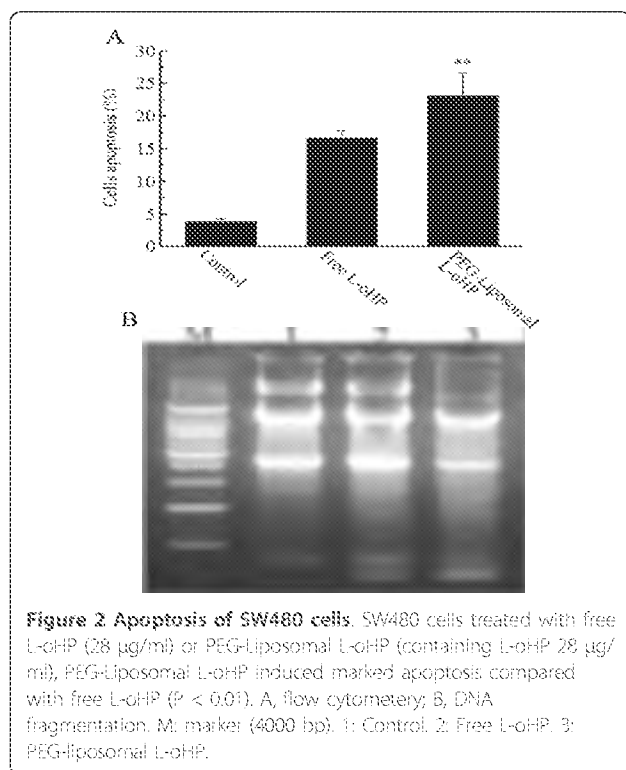 A
30
25
20
15
10
5
0
Cells apoptosis (%)
**
Control
Free L-oHP
PEG-Liposomal
L-oHP
B
M 1 2 3
Figure 2 Apoptosis of SW480 cells. SW480 cells treated with free
L-oHP (28 μg/ml) or PEG-Liposomal L-oHP (containing L-oHP 28 μg/
ml), PEG-Liposomal L-oHP induced marked apoptosis compared
with free L-oHP (P < 0.01). A, flow cytometery; B, DNA
fragmentation. M: marker (4000 bp). 1: Control. 2: Free L-oHP. 3:
PEG-liposomal L-oHP.